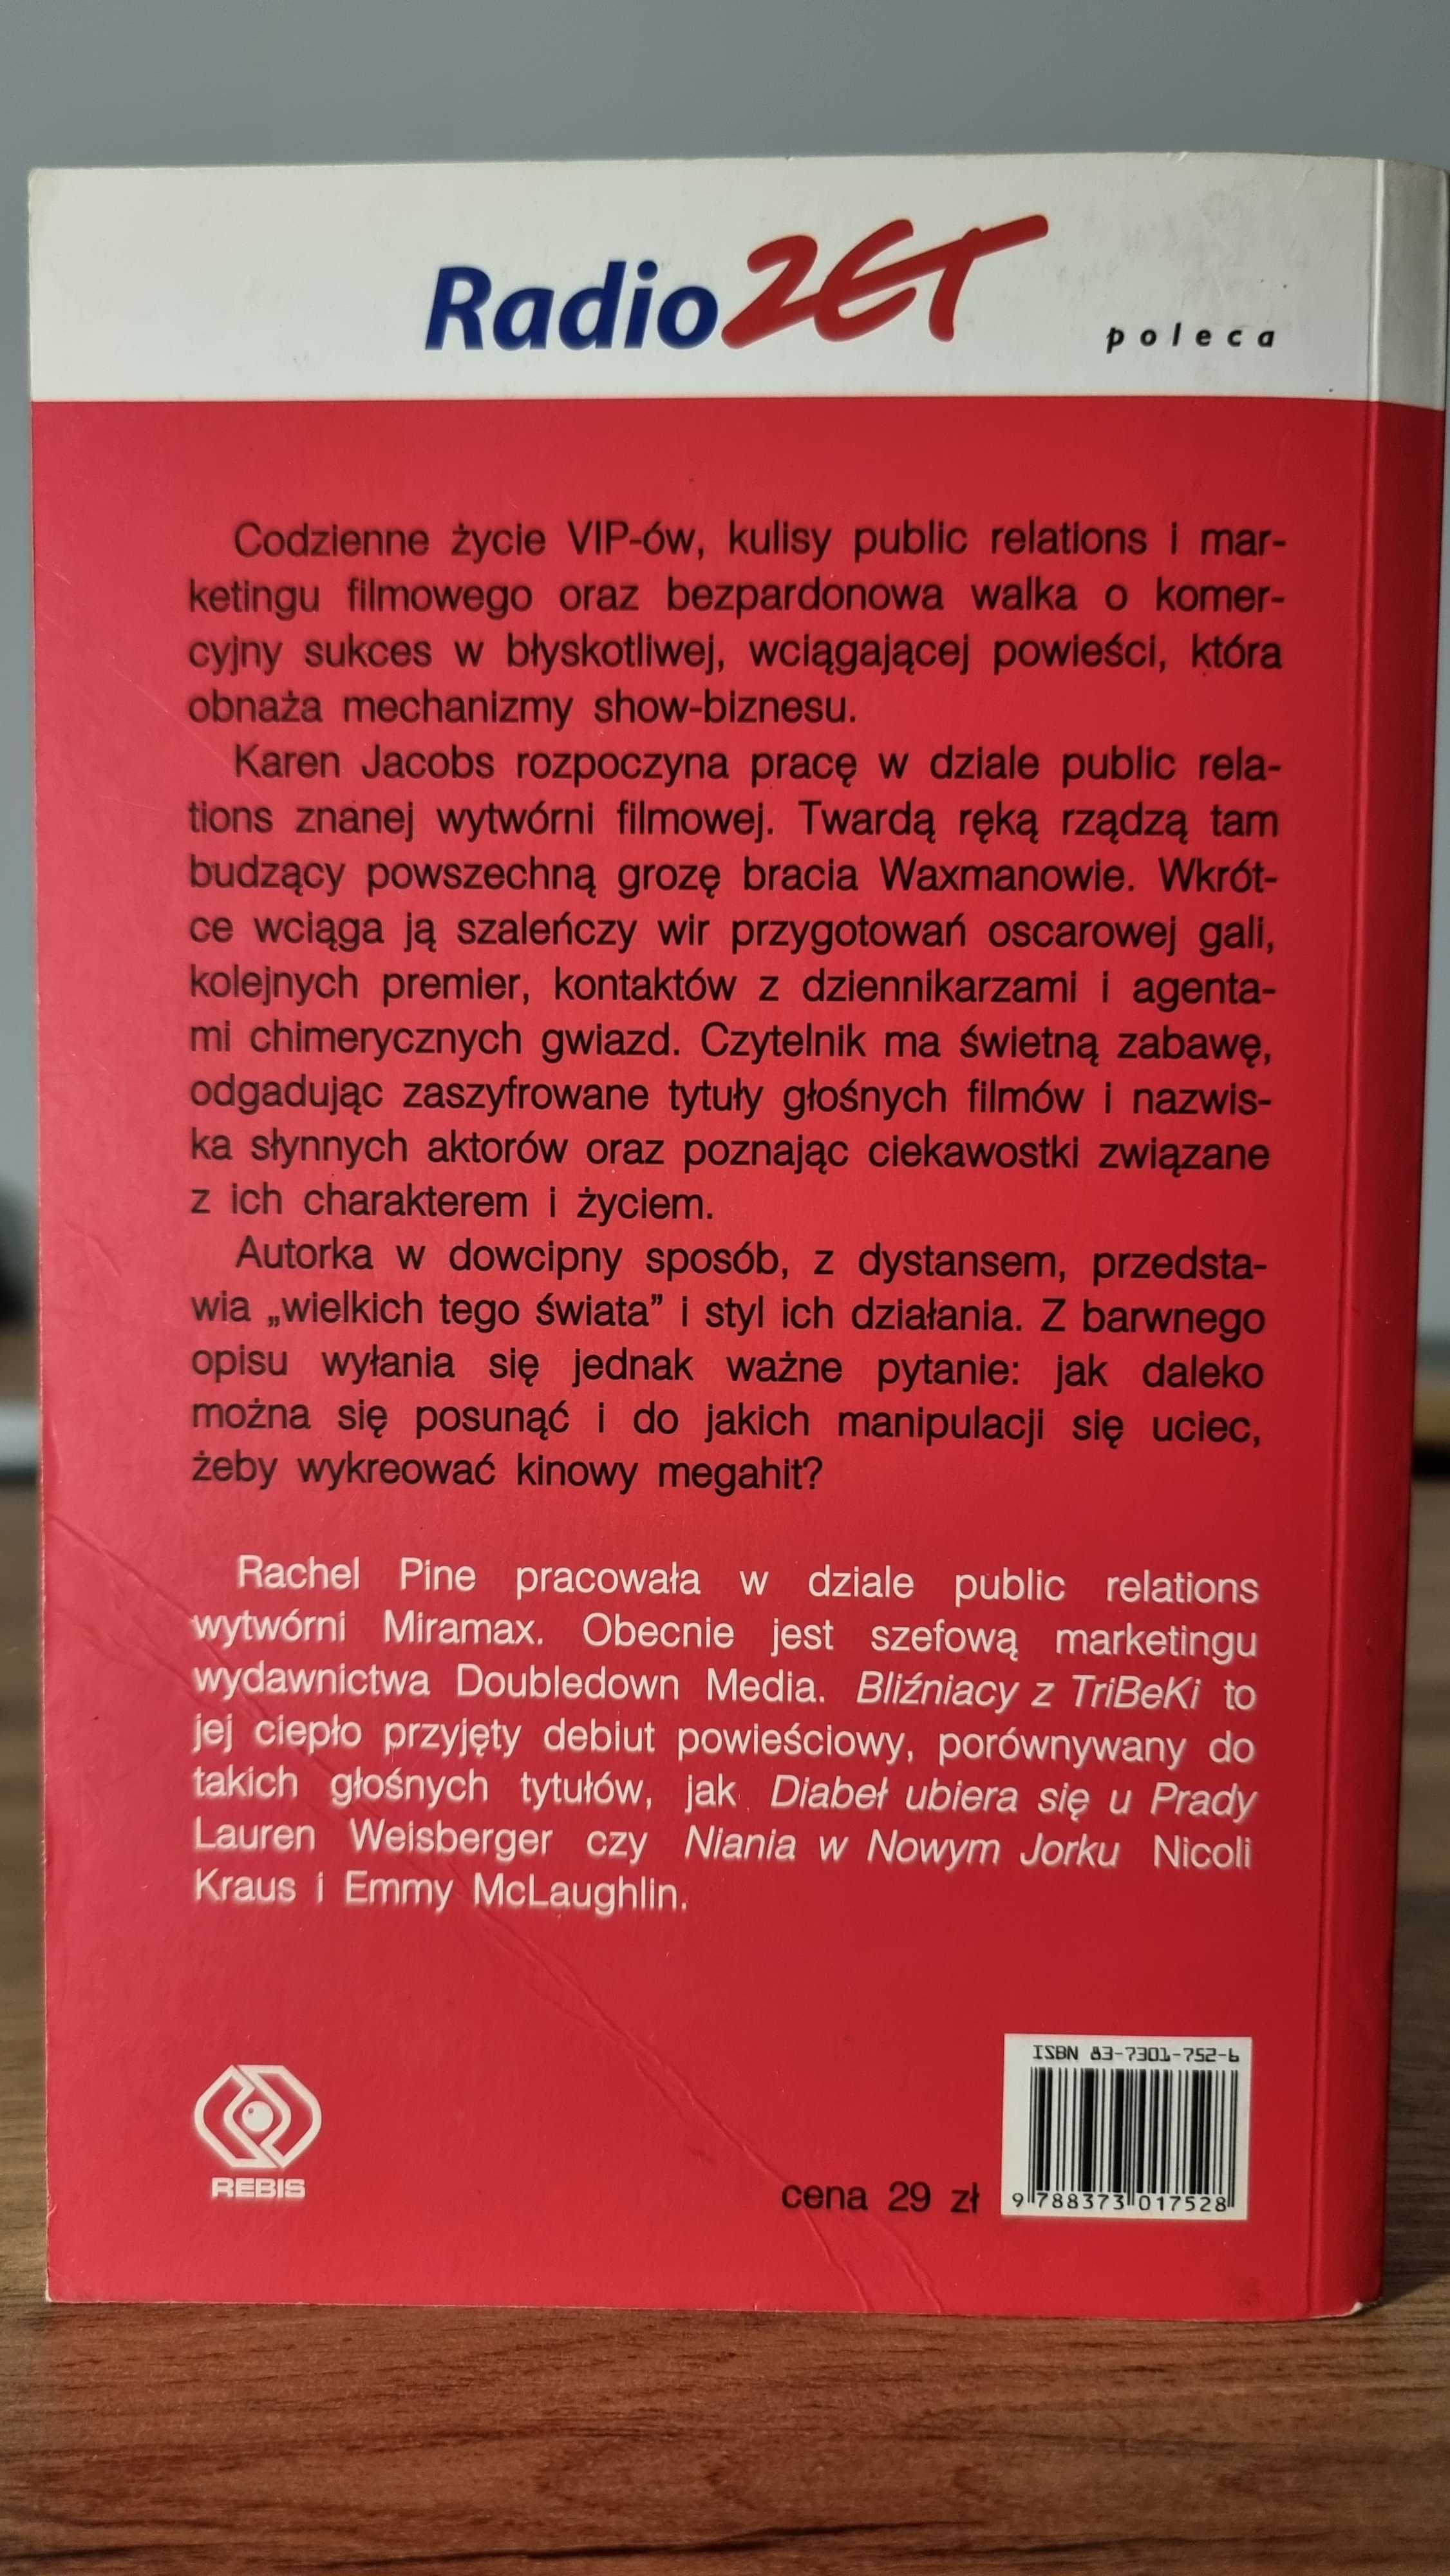 Radio ZET
poleca
Codzienne życie VIP-ów, kulisy public relations i mar-
ketingu filmowego oraz bezpardonowa walka o komer-
cyjny sukces w błyskotliwej, wciągającej powieści, która
obnaża mechanizmy show-biznesu.
Karen Jacobs rozpoczyna pracę w dziale public rela-
tions znanej wytwórni filmowej. Twardą ręką rządzą tam
budzący powszechną grozę bracia Waxmanowie. Wkrót-
ce wciąga ją szaleńczy wir przygotowań oscarowej gali,
kolejnych premier, kontaktów z dziennikarzami i agenta-
mi chimerycznych gwiazd. Czytelnik ma świetną zabawę,
odgadując zaszyfrowane tytuły głośnych filmów i nazwis-
ka słynnych aktorów oraz poznając ciekawostki związane
z ich charakterem i życiem.
Autorka w dowcipny sposób, z dystansem, przedsta-
wia „wielkich tego świata” i styl ich działania. Z barwnego
opisu wyłania się jednak ważne pytanie: jak daleko
można się posunąć i do jakich manipulacji się uciec,
żeby wykreować kinowy megahit?
Rachel Pine pracowała w dziale public relations
wytwórni Miramax. Obecnie jest szefową marketingu
wydawnictwa Doubledown Media. Bliźniacy z TriBeKi to
jej ciepło przyjęty debiut powieściowy, porównywany do
takich głośnych tytułów, jak Diabeł ubiera się u Prady
Lauren Weisberger czy Niania w Nowym Jorku Nicoli
Kraus i Emmy McLaughlin.
REBIS
cena 29 zł
ISBN 83-7301-752-6
9 788373 017528